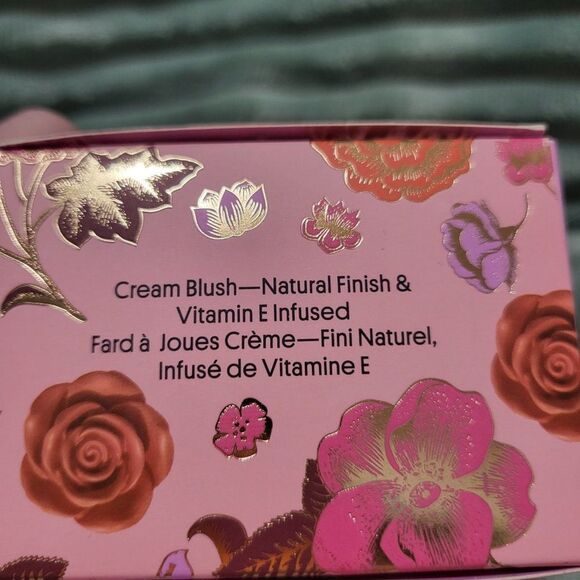 Cream Blush—Natural Finish &
Vitamin E Infused
Fard à Joues Crème—Fini Naturel,
Infusé de Vitamine E